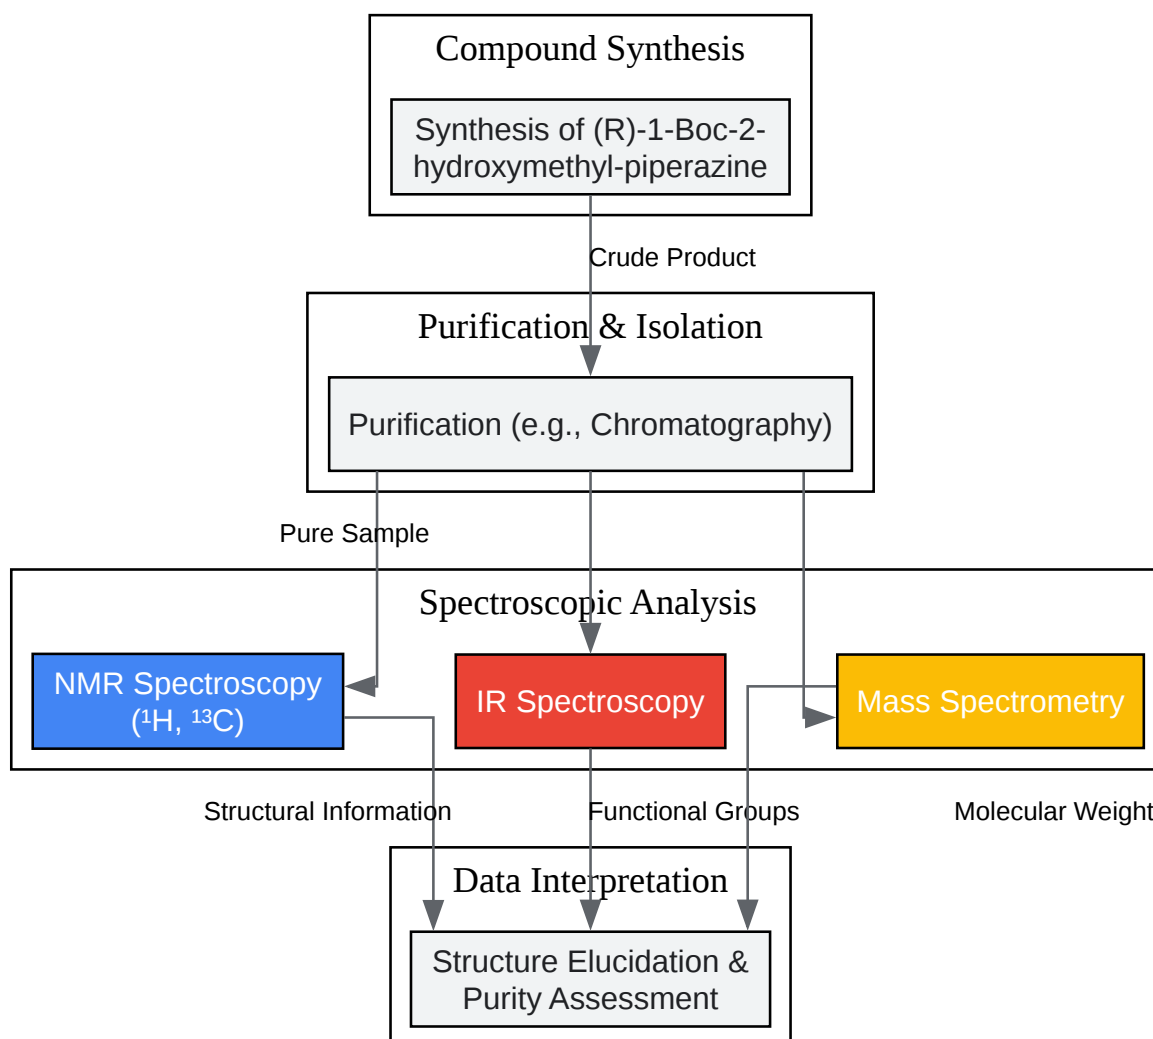 Compound Synthesis
Synthesis of (R)-1-Boc-2-
hydroxymethyl-piperazine
Crude Product
Purification & Isolation
Purification (e.g., Chromatography)
Pure Sample
Spectroscopic Analysis
NMR Spectroscopy
(¹H, ¹³C)
IR Spectroscopy
Mass Spectrometry
Structural Information
Functional Groups
Molecular Weight
Data Interpretation
Structure Elucidation &
Purity Assessment